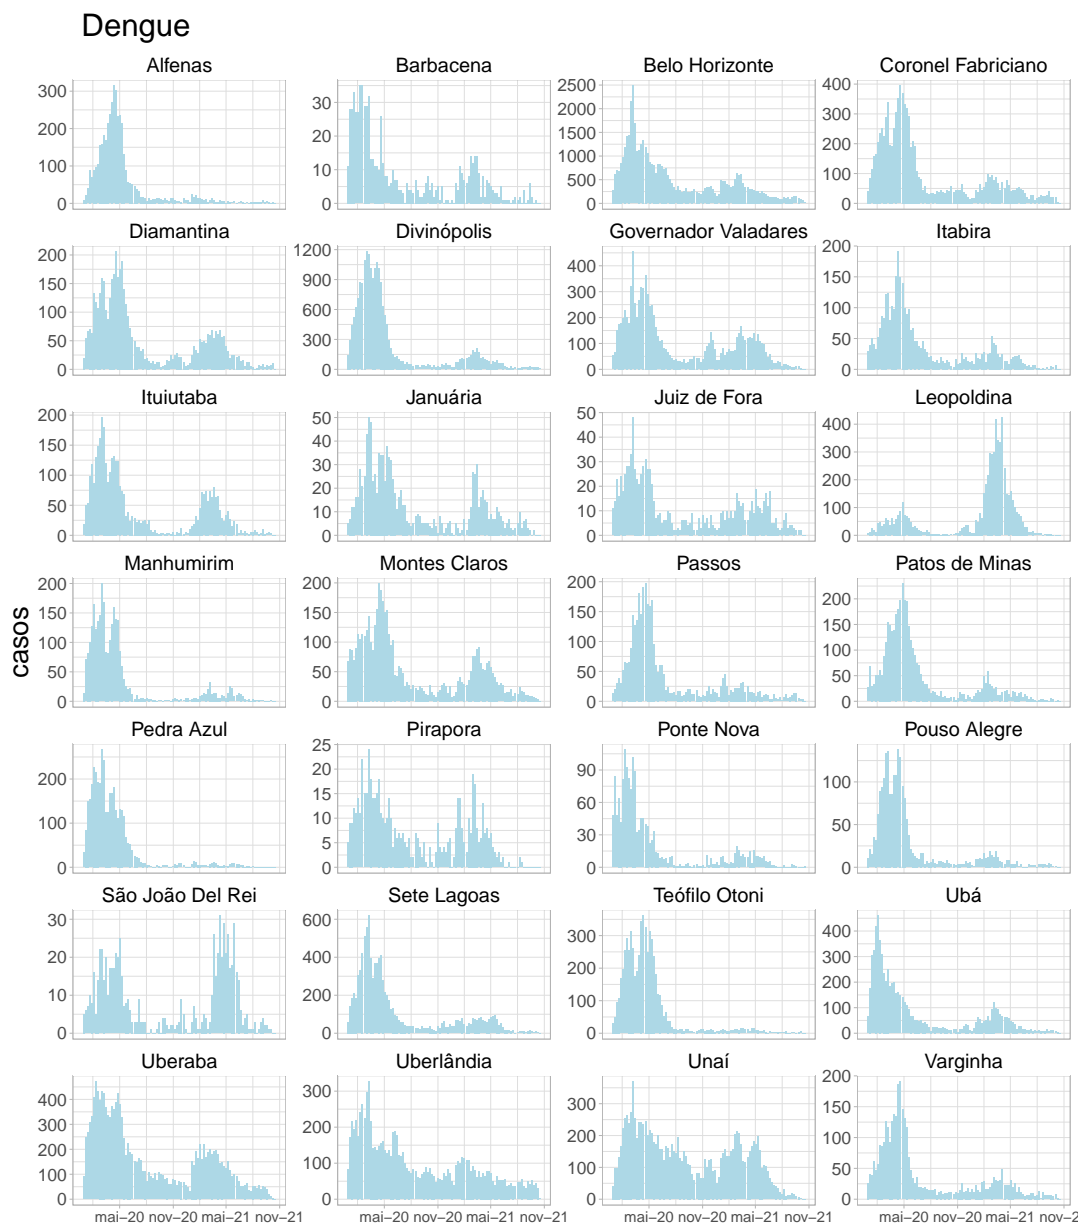 Dengue
Alfenas Barbacena Belo Horizonte Coronel Fabriciano
300 200 100 0
30 20 10 0
2500 2000 1500 1000 500 0
400 300 200 100 0
Diamantina Divinópolis Governador Valadares Itabira
200 150 100 50 0
1200 900 600 300 0
400 300 200 100 0
200 150 100 50 0
Ituiutaba Januária Juiz de Fora Leopoldina
200 150 100 50 0
50 40 30 20 10 0
50 40 30 20 10 0
400 300 200 100 0
Manhumirim Montes Claros Passos Patos de Minas
200 150 100 50 0
200 150 100 50 0
200 150 100 50 0
200 150 100 50 0
casos
Pedra Azul Pirapora Ponte Nova Pouso Alegre
200 100 0
25 20 15 10 5 0
90 60 30 0
100 50 0
São João Del Rei Sete Lagoas Teófilo Otoni Ubá
30 20 10 0
600 400 200 0
300 200 100 0
400 300 200 100 0
Uberaba Uberlândia Unaí Varginha
400 300 200 100 0
300 200 100 0
300 200 100 0
200 150 100 50 0
mai–20 nov–20 mai–21 nov–21 mai–20 nov–20 mai–21 nov–21 mai–20 nov–20 mai–21 nov–21 mai–20 nov–20 mai–21 nov–2